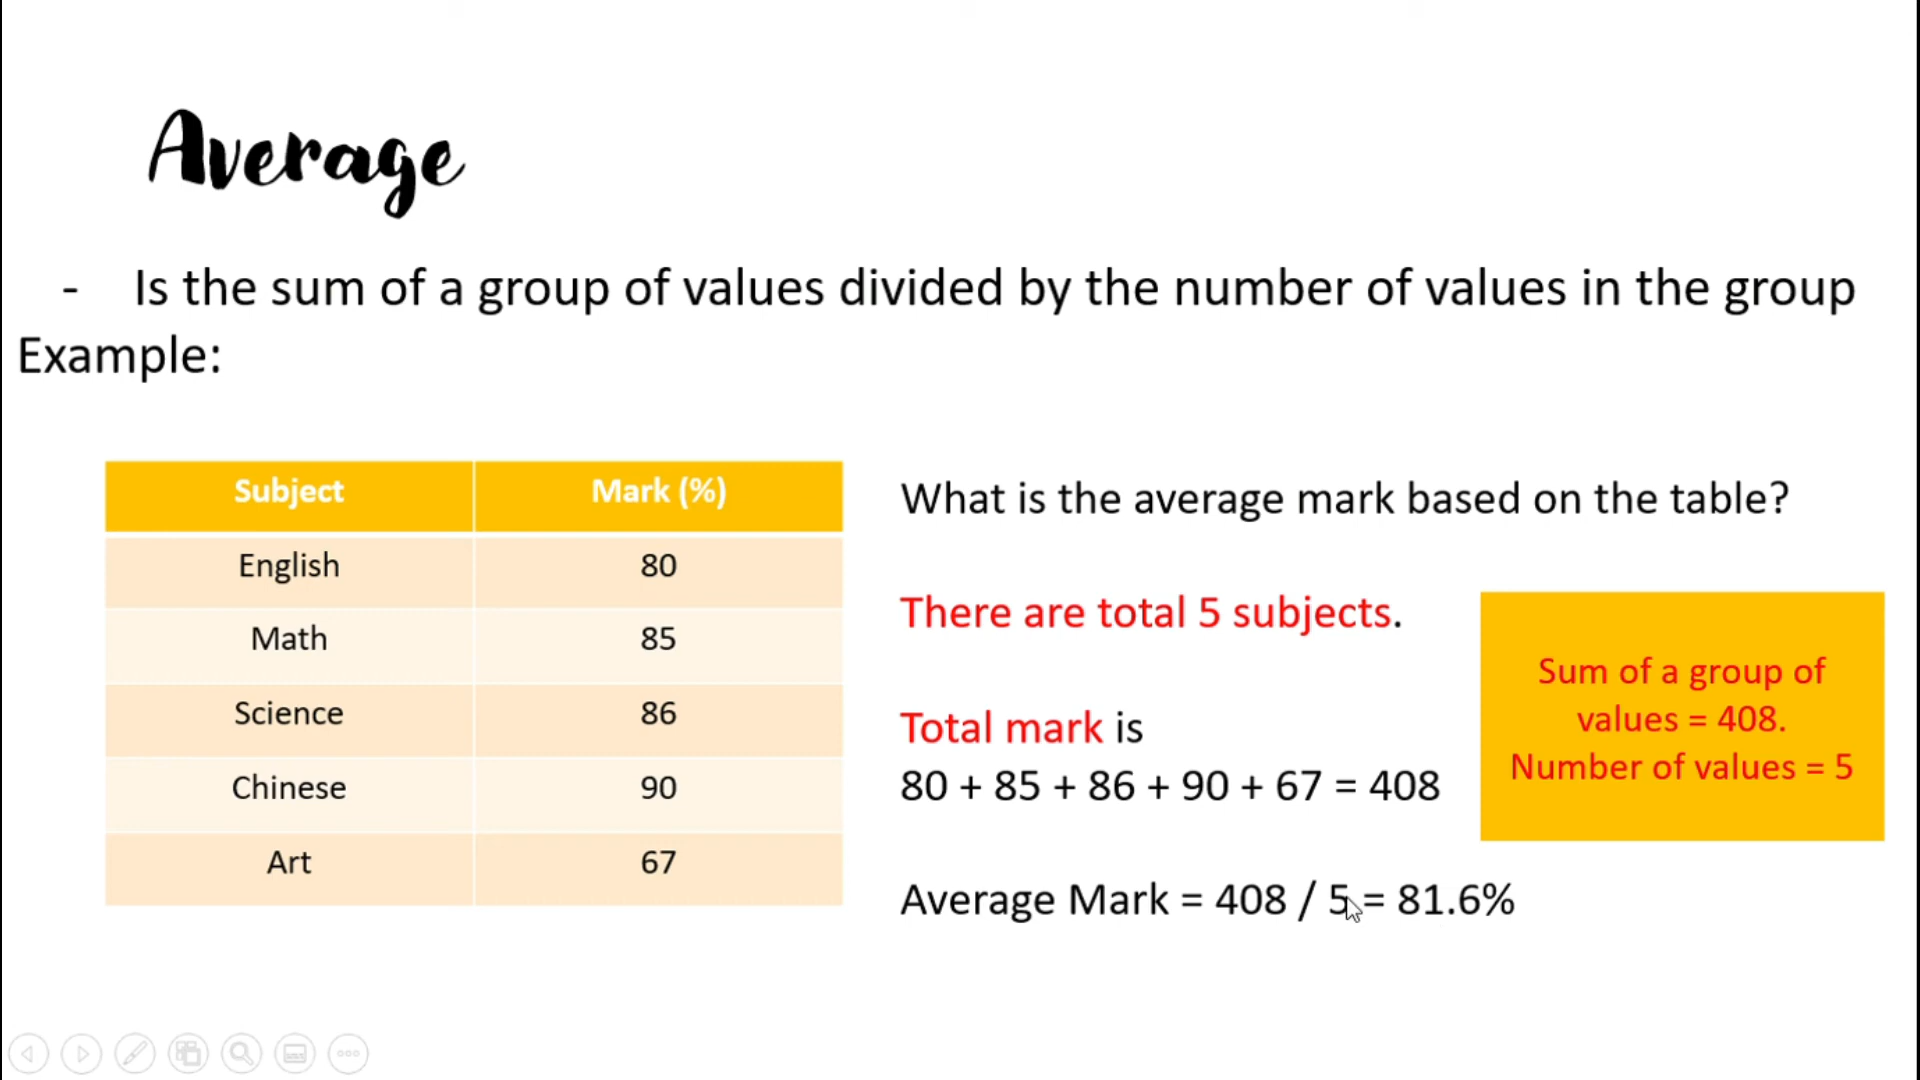 Average
- Is the sum of a group of values divided by the number of values in the group
Example:
Subject Mark (%)
English 80
Math 85
Science 86
Chinese 90
Art 67
What is the average mark based on the table?
There are total 5 subjects.
Total mark is
80 + 85 + 86 + 90 + 67 = 408
Average Mark = 408 / 5 = 81.6%
Sum of a group of
values = 408.
Number of values = 5